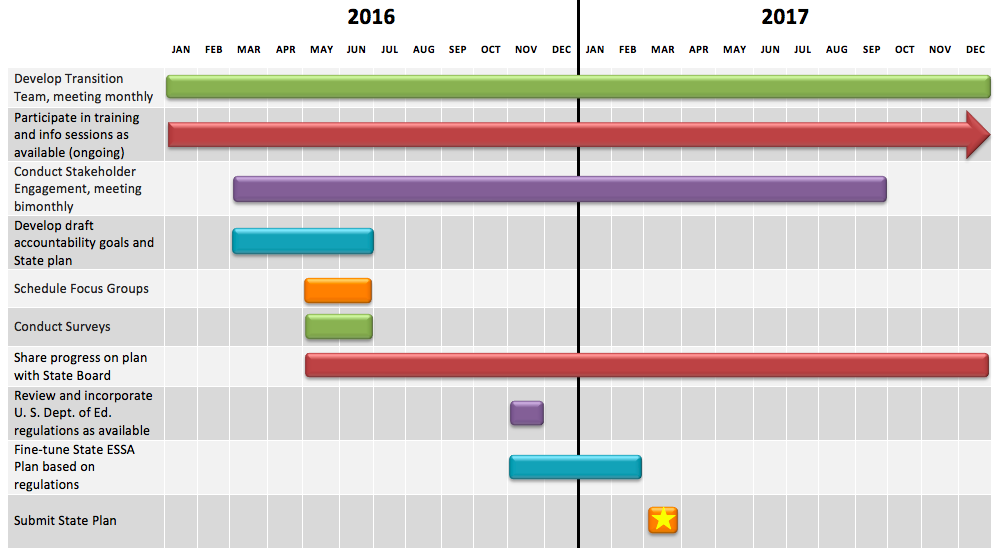 2016 2017
JAN FEB MAR APR MAY JUN JUL AUG SEP OCT NOV DEC JAN FEB MAR APR MAY JUN JUL AUG SEP OCT NOV DEC
Develop Transition
Team, meeting monthly
Participate in training
and info sessions as
available (ongoing)
Conduct Stakeholder
Engagement, meeting
bimonthly
Develop draft
accountability goals and
State plan
Schedule Focus Groups
Conduct Surveys
Share progress on plan
with State Board
Review and incorporate
U. S. Dept. of Ed.
regulations as available
Fine-tune State ESSA
Plan based on
regulations
Submit State Plan